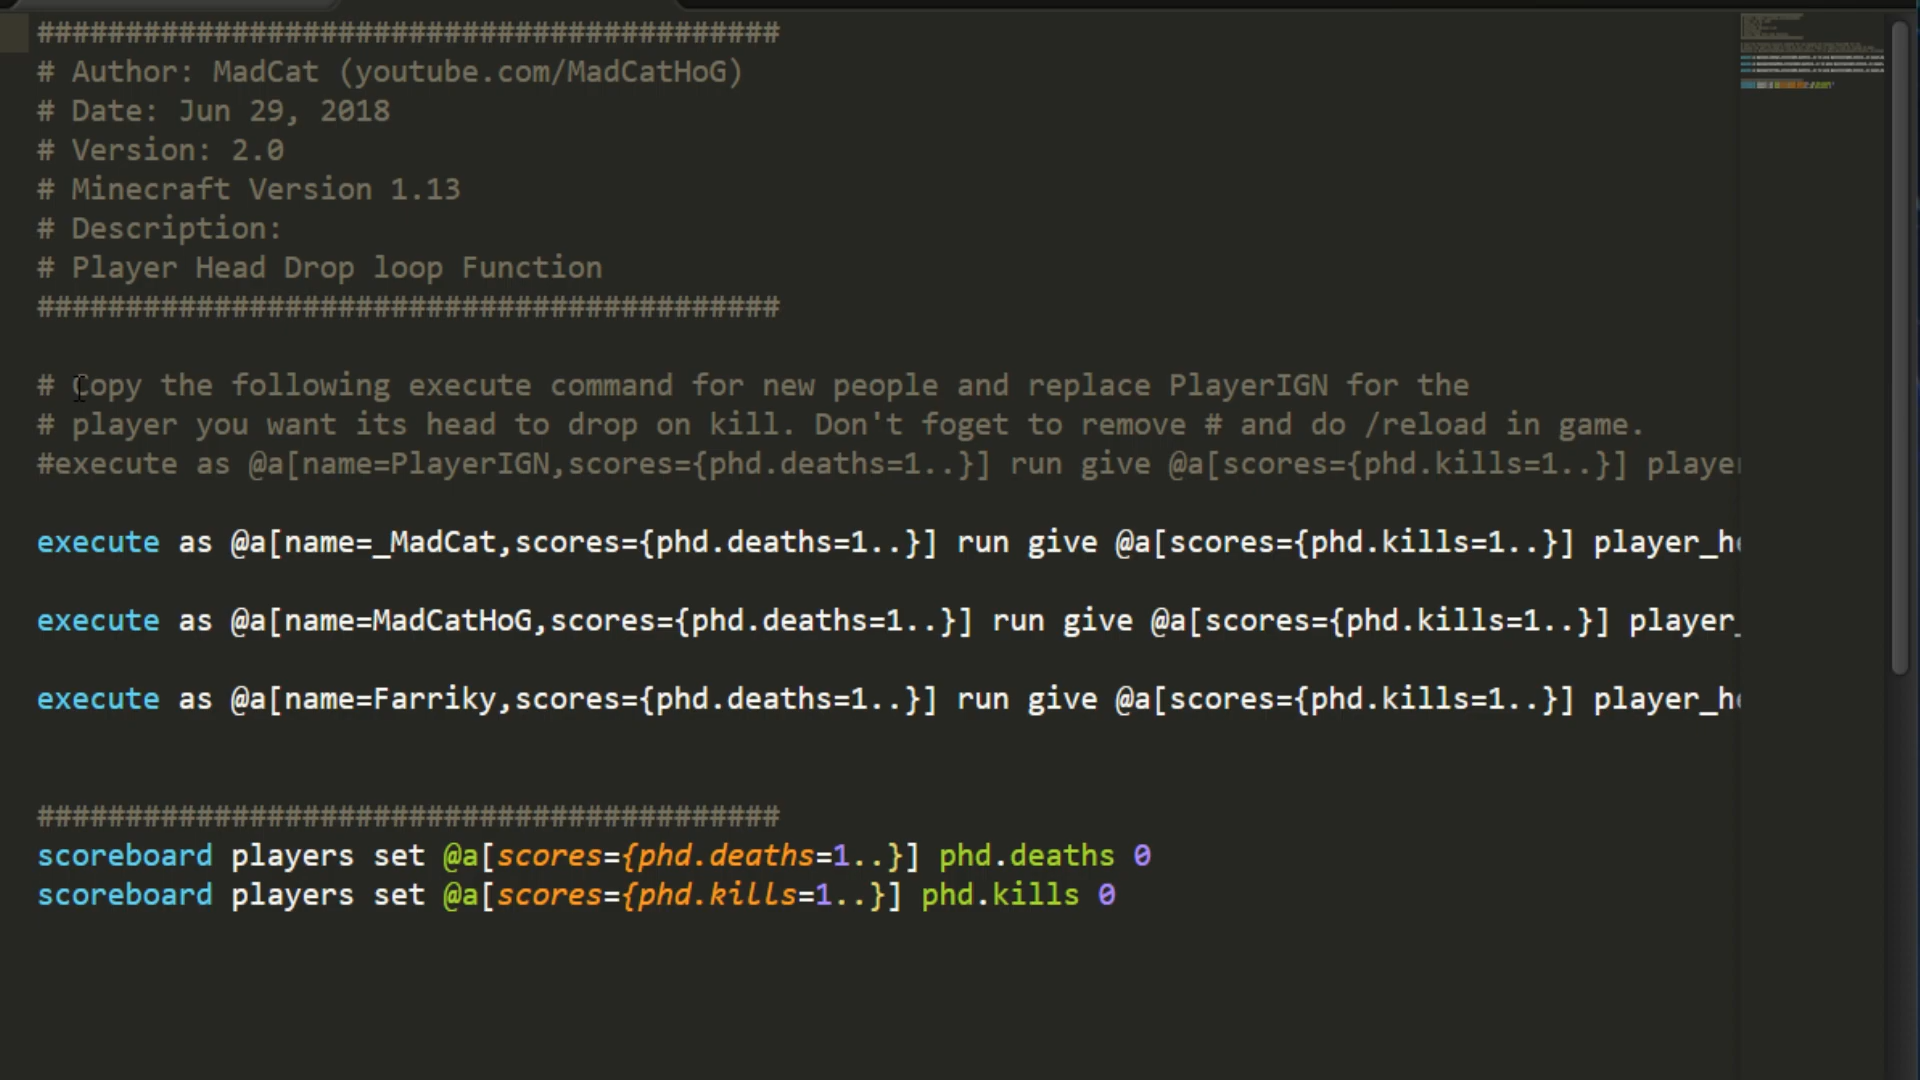 ##########################################
# Author: MadCat (youtube.com/MadCatHoG)
# Date: Jun 29, 2018
# Version: 2.0
# Minecraft Version 1.13
# Description:
# Player Head Drop loop Function
##########################################
# Copy the following execute command for new people and replace PlayerIGN for the
# player you want its head to drop on kill. Don't foget to remove # and do /reload in game.
#execute as @a[name=PlayerIGN,scores={phd.deaths=1..}] run give @a[scores={phd.kills=1..}] player
execute as @a[name=_MadCat,scores={phd.deaths=1..}] run give @a[scores={phd.kills=1..}] player_he
execute as @a[name=MadCatHoG,scores={phd.deaths=1..}] run give @a[scores={phd.kills=1..}] player_
execute as @a[name=Farriky,scores={phd.deaths=1..}] run give @a[scores={phd.kills=1..}] player_he
##########################################
scoreboard players set @a[scores={phd.deaths=1..}] phd.deaths 0
scoreboard players set @a[scores={phd.kills=1..}] phd.kills 0